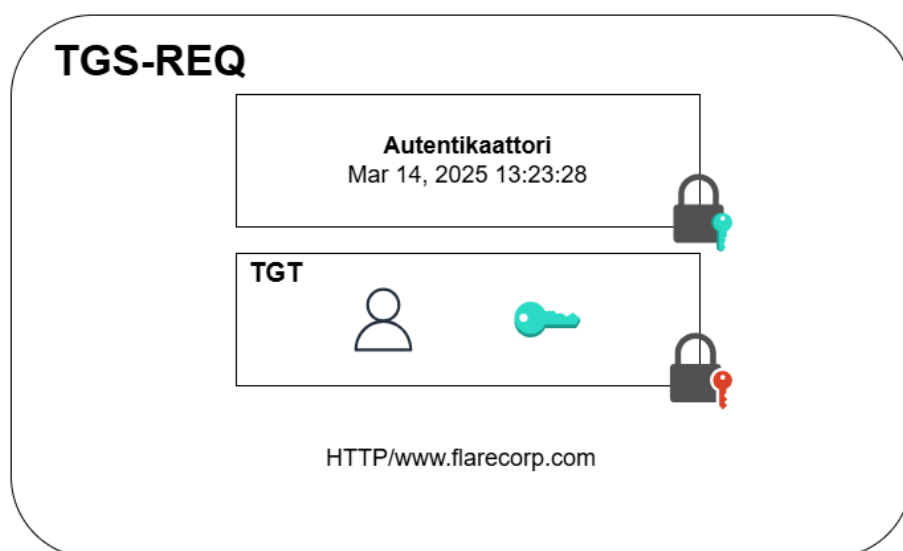 TGS-REQ
Autentikaattori
Mar 14, 2025 13:23:28
TGT
HTTP/www.flarecorp.com